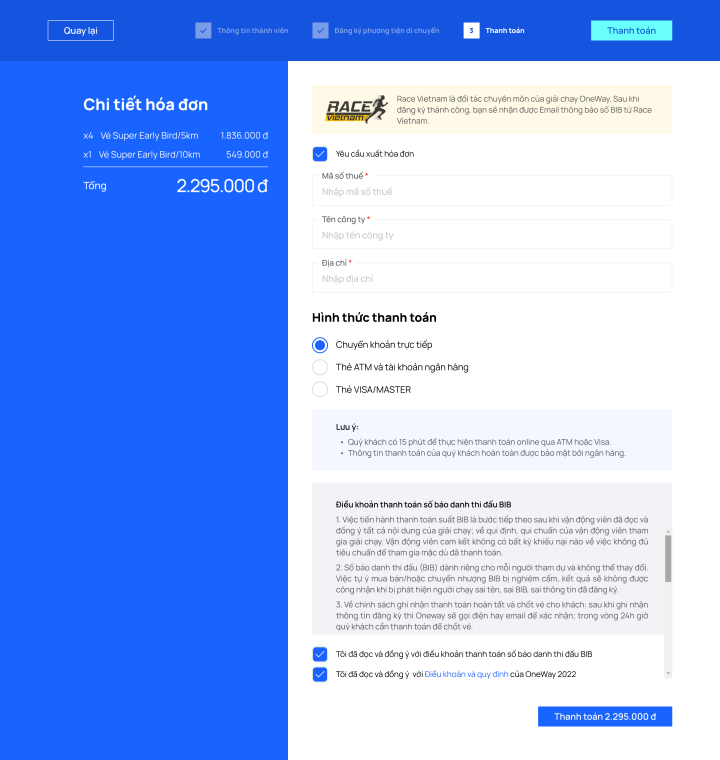 Quay lại
Thông tin thành viên
Đăng ký phương tiện di chuyển
3
Thanh toán
Thanh toán
Chi tiết hóa đơn
x4 Vé Super Early Bird/5km 1.836.000 đ
x1 Vé Super Early Bird/10km 549.000 đ
Tổng 2.295.000 đ
RACE
vietnam
Race Vietnam là đối tác chuyên môn của giải chạy OneWay. Sau khi
đăng ký thành công, bạn sẽ nhận được Email thông báo số BIB từ Race
Vietnam.
Yêu cầu xuất hóa đơn
Mã số thuế *
Nhập mã số thuế
Tên công ty *
Nhập tên công ty
Địa chỉ *
Nhập địa chỉ
Hình thức thanh toán
Chuyển khoản trực tiếp
Thẻ ATM và tài khoản ngân hàng
Thẻ VISA/MASTER
Lưu ý:
• Quý khách có 15 phút để thực hiện thanh toán online qua ATM hoặc Visa.
• Thông tin thanh toán của quý khách hoàn toàn được bảo mật bởi ngân hàng.
Điều khoản thanh toán số báo danh thi đấu BIB
1. Việc tiến hành thanh toán suất BIB là bước tiếp theo sau khi vận động viên đã đọc và
đồng ý tất cả nội dung của giải chạy; về qui định, qui chuẩn của vận động viên tham
gia giải chạy. Vận động viên cam kết không có bất kỳ khiếu nại nào về việc không đủ
tiêu chuẩn để tham gia mặc dù đã thanh toán.
2. Số báo danh thi đấu (BIB) dành riêng cho mỗi người tham dự và không thể thay đổi.
Việc tự ý mua bán/hoặc chuyển nhượng BIB bị nghiêm cấm, kết quả sẽ không được
công nhận khi bị phát hiện người chạy sai tên, sai BIB, sai thông tin đã đăng ký.
3. Về chính sách ghi nhận thanh toán hoàn tất và chốt vé cho khách: sau khi ghi nhận
thông tin đăng ký thì Oneway sẽ gọi điện hay email để xác nhận; trong vòng 24h giờ
quý khách cần thanh toán để chốt vé.
Tôi đã đọc và đồng ý với điều khoản thanh toán số báo danh thi đấu BIB
Tôi đã đọc và đồng ý với Điều khoản và quy định của OneWay 2022
Thanh toán 2.295.000 đ